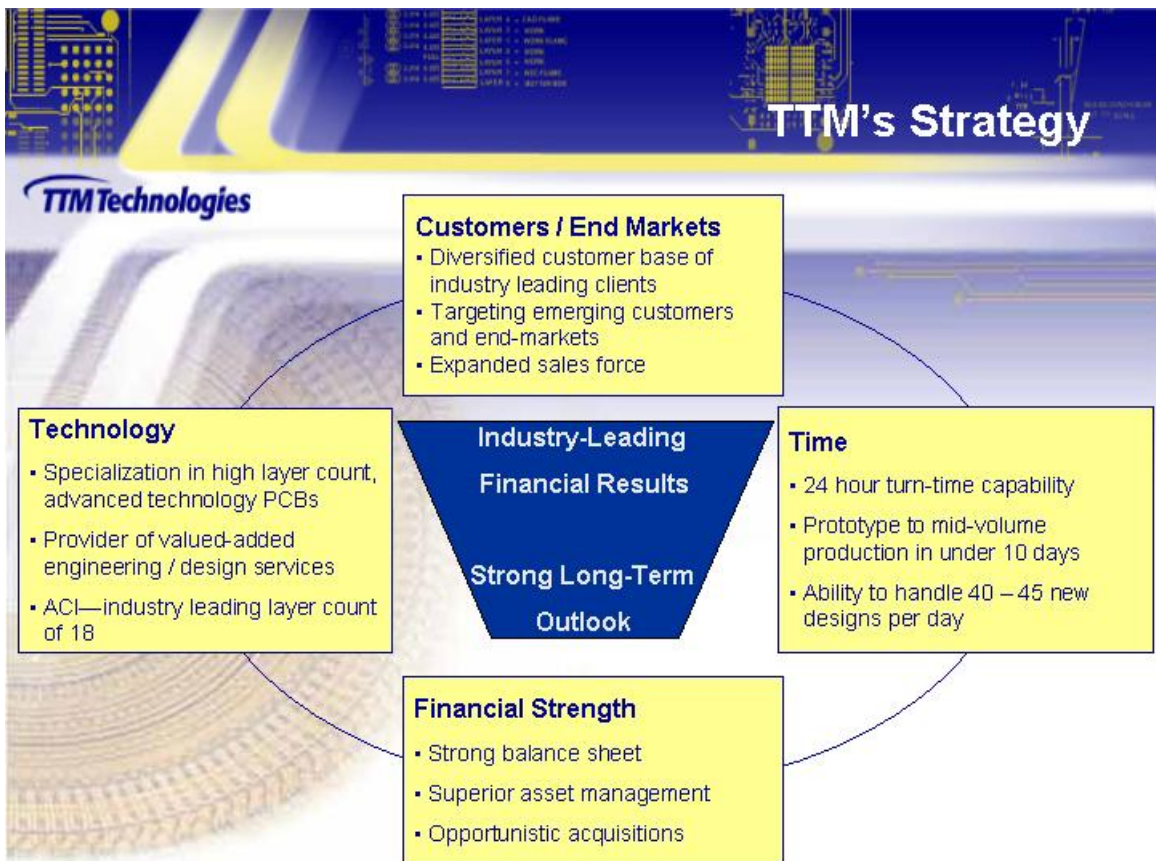 TTM's Strategy
TTM Technologies
Customers / End Markets
▪ Diversified customer base of
industry leading clients
▪ Targeting emerging customers
and end-markets
▪ Expanded sales force
Technology
▪ Specialization in high layer count,
advanced technology PCBs
▪ Provider of valued-added
engineering / design services
▪ ACI—industry leading layer count
of 18
Industry-Leading
Financial Results
Strong Long-Term
Outlook
Time
▪ 24 hour turn-time capability
▪ Prototype to mid-volume
production in under 10 days
▪ Ability to handle 40 – 45 new
designs per day
Financial Strength
▪ Strong balance sheet
▪ Superior asset management
▪ Opportunistic acquisitions